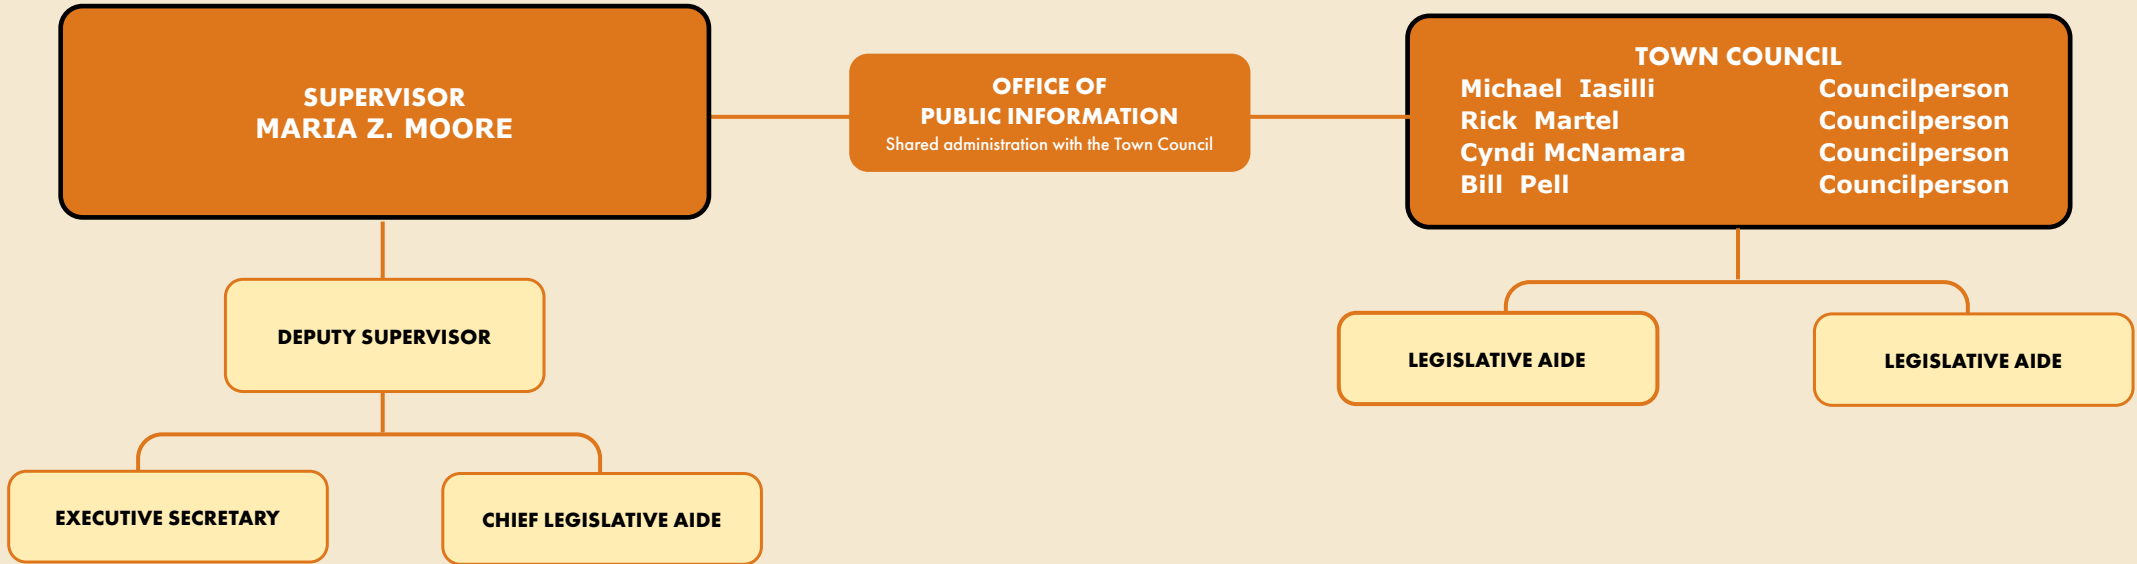 SUPERVISOR
MARIA Z. MOORE
OFFICE OF
PUBLIC INFORMATION
Shared administration with the Town Council
TOWN COUNCIL
Michael Iasilli Councilperson
Rick Martel Councilperson
Cyndi McNamara Councilperson
Bill Pell Councilperson
DEPUTY SUPERVISOR
EXECUTIVE SECRETARY
CHIEF LEGISLATIVE AIDE
LEGISLATIVE AIDE
LEGISLATIVE AIDE